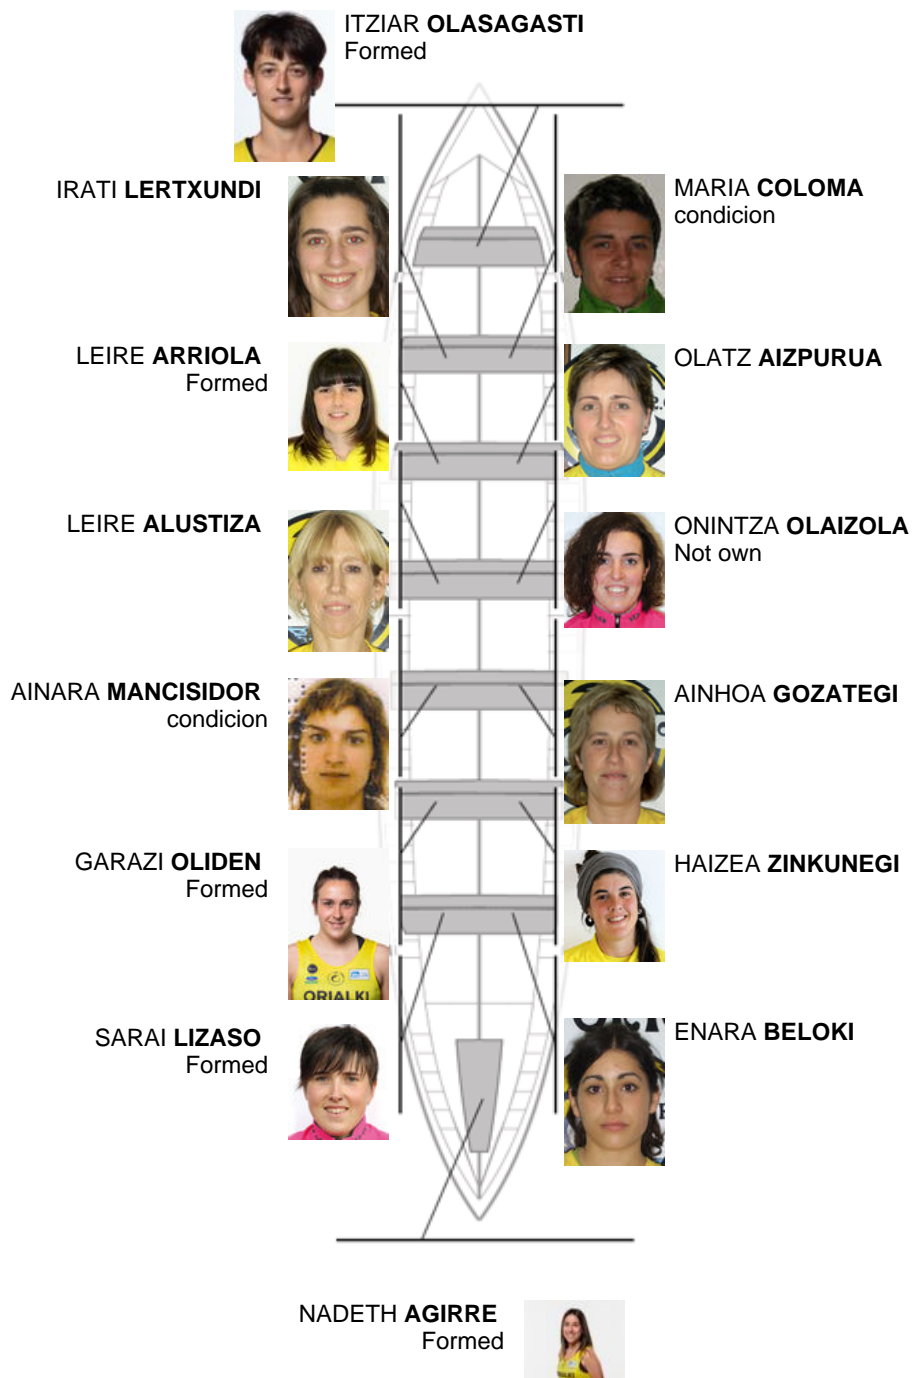 ITZIAR OLASAGASTI
Formed
IRATI LERTXUNDI
MARIA COLOMA
condicion
LEIRE ARRIOLA
Formed
OLATZ AIZPURUA
LEIRE ALUSTIZA
ONINTZA OLAIZOLA
Not own
AINARA MANCISIDOR
condicion
AINHOA GOZATEGI
GARAZI OLIDEN
Formed
HAIZEA ZINKUNEGI
ORIALKI
SARAI LIZASO
Formed
ENARA BELOKI
NADETH AGIRRE
Formed